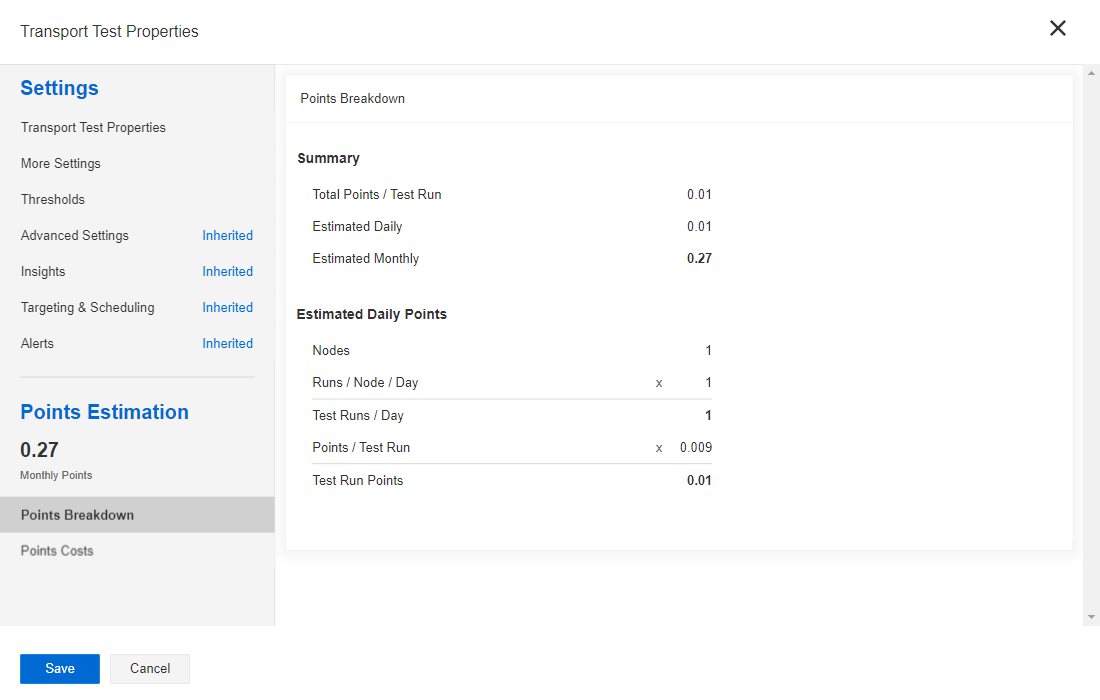 Transport Test Properties
Settings
Transport Test Properties
More Settings
Thresholds
Advanced Settings Inherited
Insights Inherited
Targeting & Scheduling Inherited
Alerts Inherited
Points Estimation
0.27
Monthly Points
Points Breakdown
Points Costs
Points Breakdown
Summary
Total Points / Test Run 0.01
Estimated Daily 0.01
Estimated Monthly 0.27
Estimated Daily Points
Nodes 1
Runs / Node / Day x 1
Test Runs / Day 1
Points / Test Run x 0.009
Test Run Points 0.01
Save Cancel